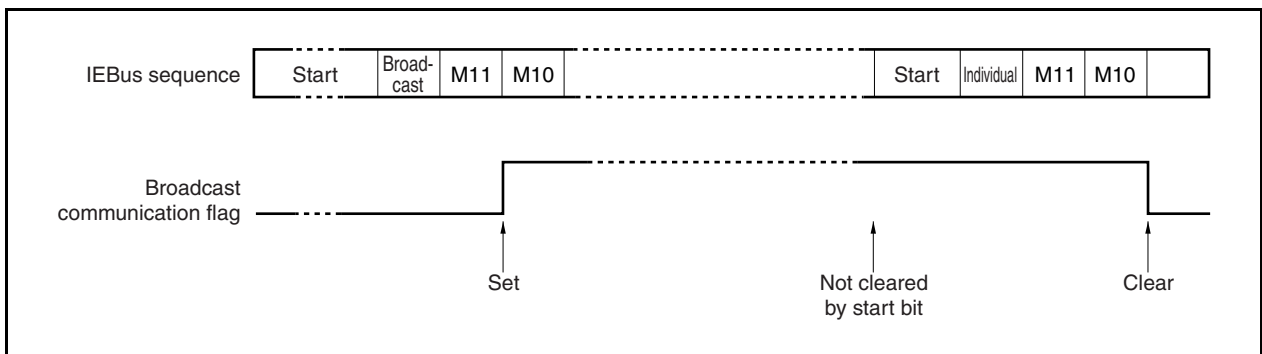 IEBus sequence
Start
Broad-
cast
M11
M10
Start
Individual
M11
M10
Broadcast
communication flag
Set
Not cleared
by start bit
Clear